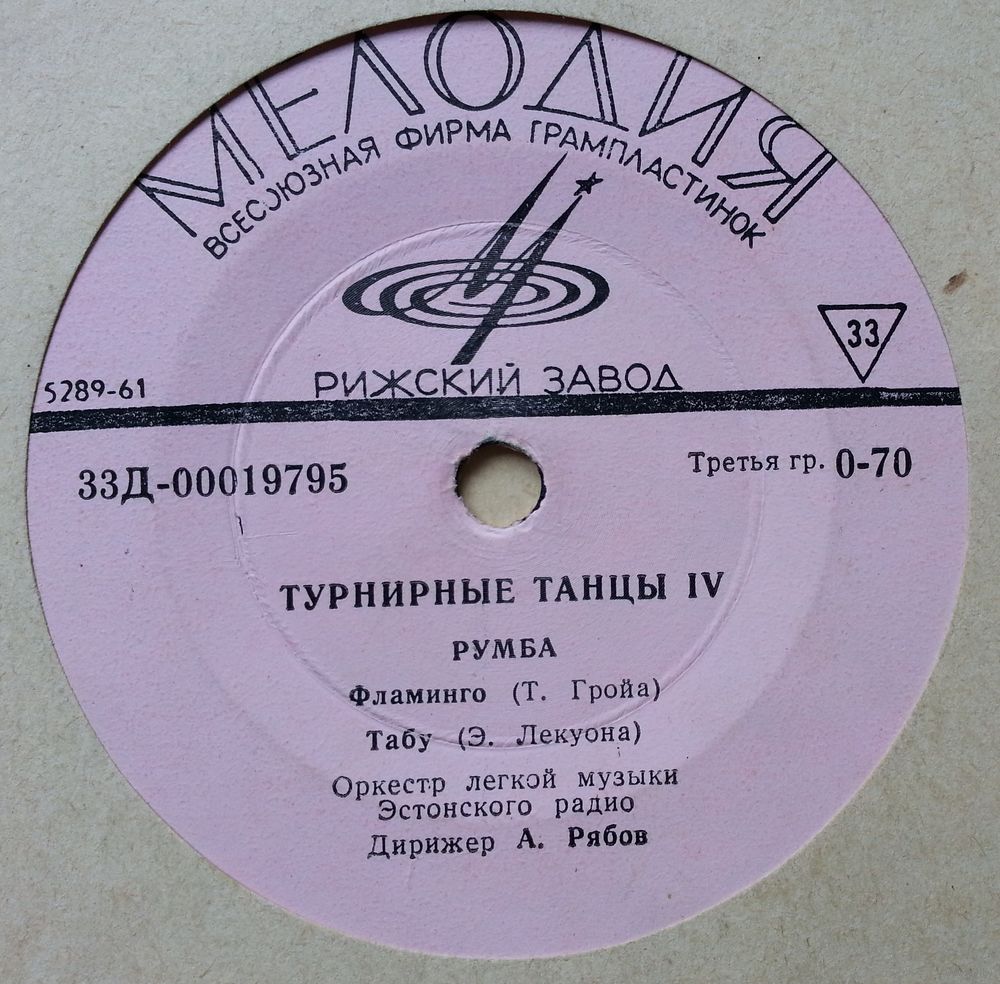 МЕЛОДИЯ
ВСЕСОЮЗНАЯ ФИРМА ГРАМПЛАСТИНОК
33
РИЖСКИЙ ЗАВОД
5289-61
33Д-00019795
Третья гр. 0-70
ТУРНИРНЫЕ ТАНЦЫ IV
РУМБА
Фламинго (Т. Гройа)
Табу (Э. Лекуона)
Оркестр легкой музыки
Эстонского радио
Дирижер А. Рябов